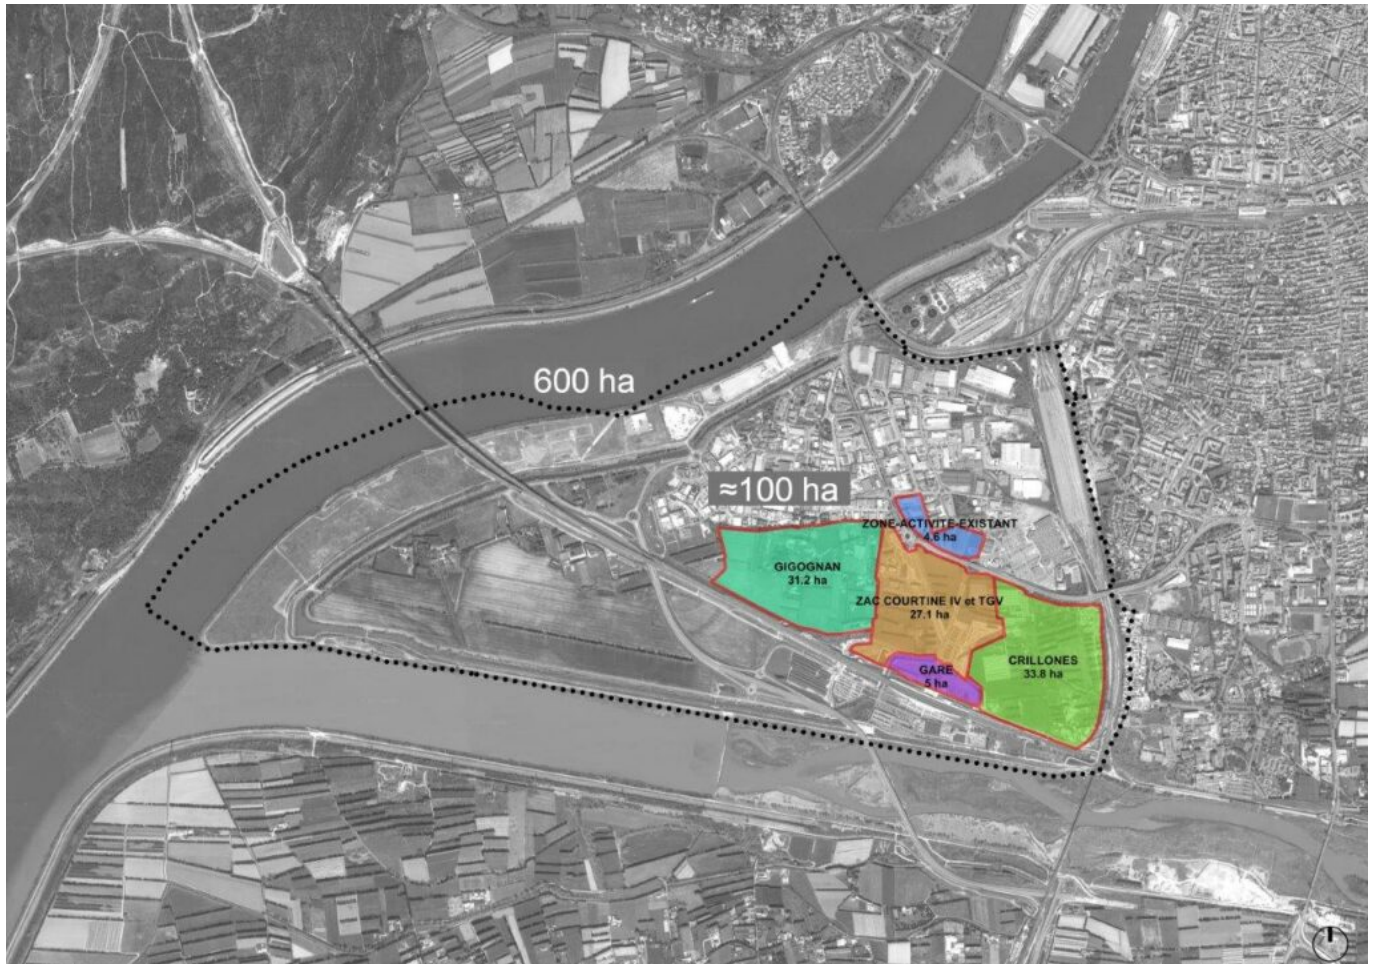 600 ha
≈100 ha
ZONE-ACTIVITE-EXISTANT
4.6 ha
GIGOGNAN
31.2 ha
ZAC COURTINE IV et TGV
27.1 ha
CRILLONES
33.8 ha
GARE
5 ha